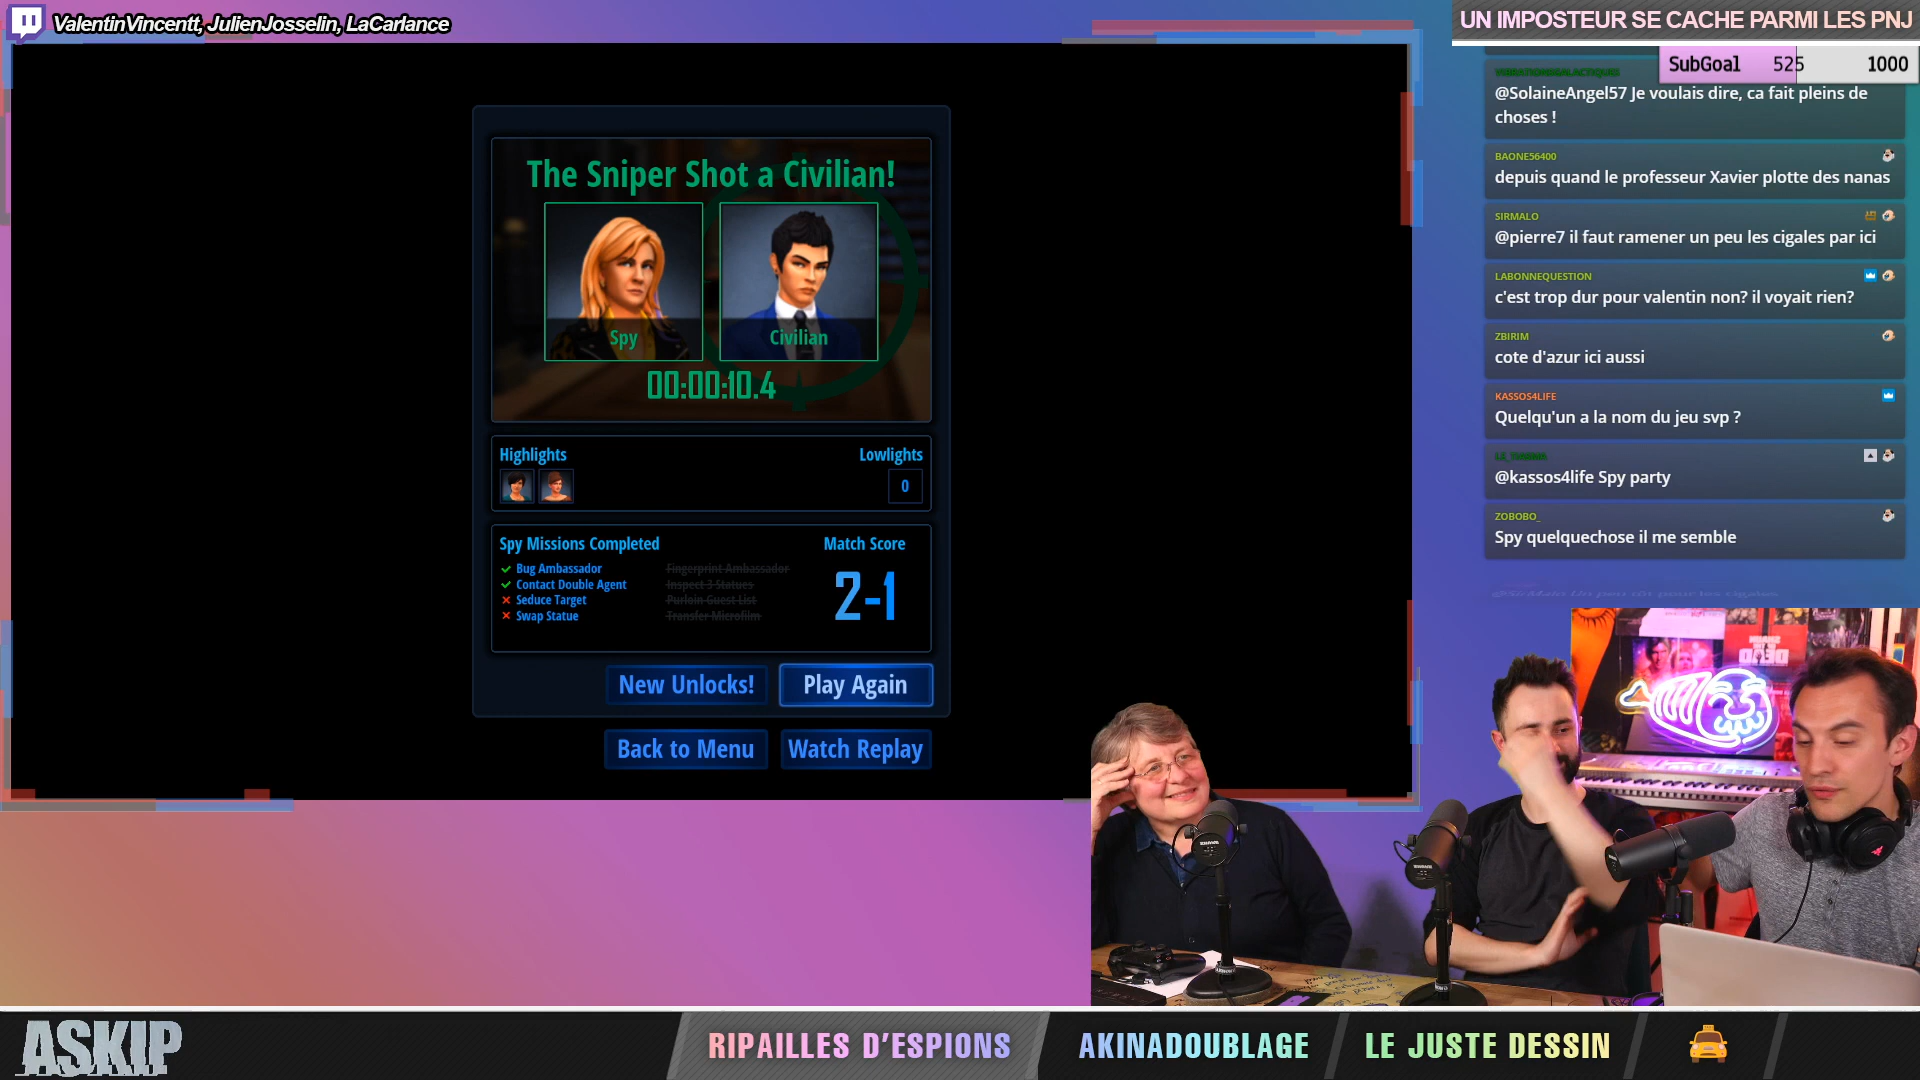 ValentinVincentt, JulienJosselin, LaCarlance
UN IMPOSTEUR SE CACHE PARMI LES PNJ
SubGoal 525 1000
The Sniper Shot a Civilian!
Spy
Civilian
00:00:10.4
Highlights
Lowlights
0
Spy Missions Completed
Bug Ambassador
Contact Double Agent
Seduce Target
Swap Statue
Fingerprint Ambassador
Inspect 3 Statues
Purloin Guest List
Transfer Microfilm
Match Score
2-1
New Unlocks!
Play Again
Back to Menu
Watch Replay
@SolaineAngel57 Je voulais dire, ca fait pleins de
choses !
BAONE56400
depuis quand le professeur Xavier plotte des nanas
SIRMALO
@pierre7 il faut ramener un peu les cigales par ici
LABONNEQUESTION
c'est trop dur pour valentin non? il voyait rien?
ZBIRIM
cote d'azur ici aussi
KASSOS4LIFE
Quelqu'un a la nom du jeu svp ?
@kassos4life Spy party
ZOBOBO_
Spy quelquechose il me semble
ASKIP
RIPAILLES D'ESPIONS
AKINADOUBLAGE
LE JUSTE DESSIN